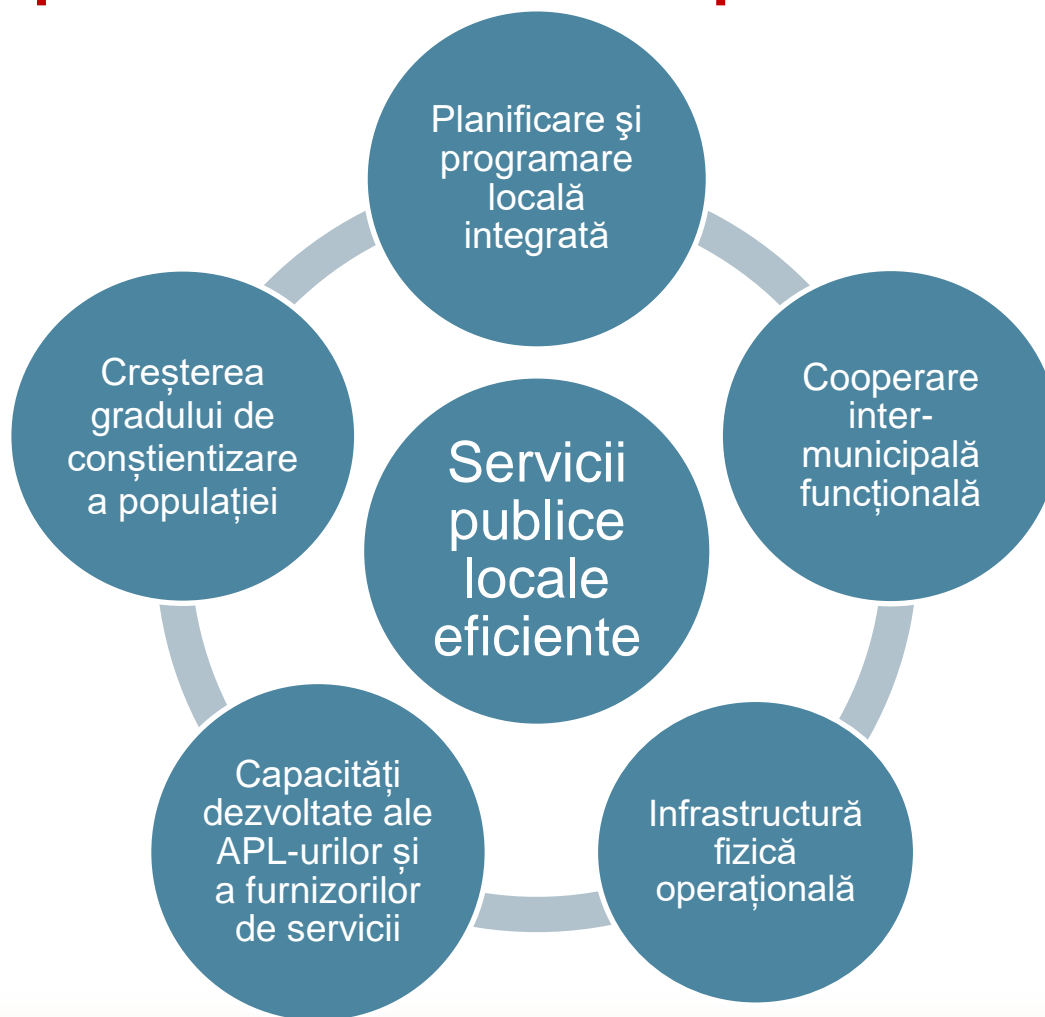 Planificare şi
programare
locală
integrată
Cooperare
inter-
municipală
funcțională
Infrastructură
fizică
operațională
Capacități
dezvoltate ale
APL-urilor și
a furnizorilor
de servicii
Creșterea
gradului de
conștientizare
a populației
Servicii
publice
locale
eficiente